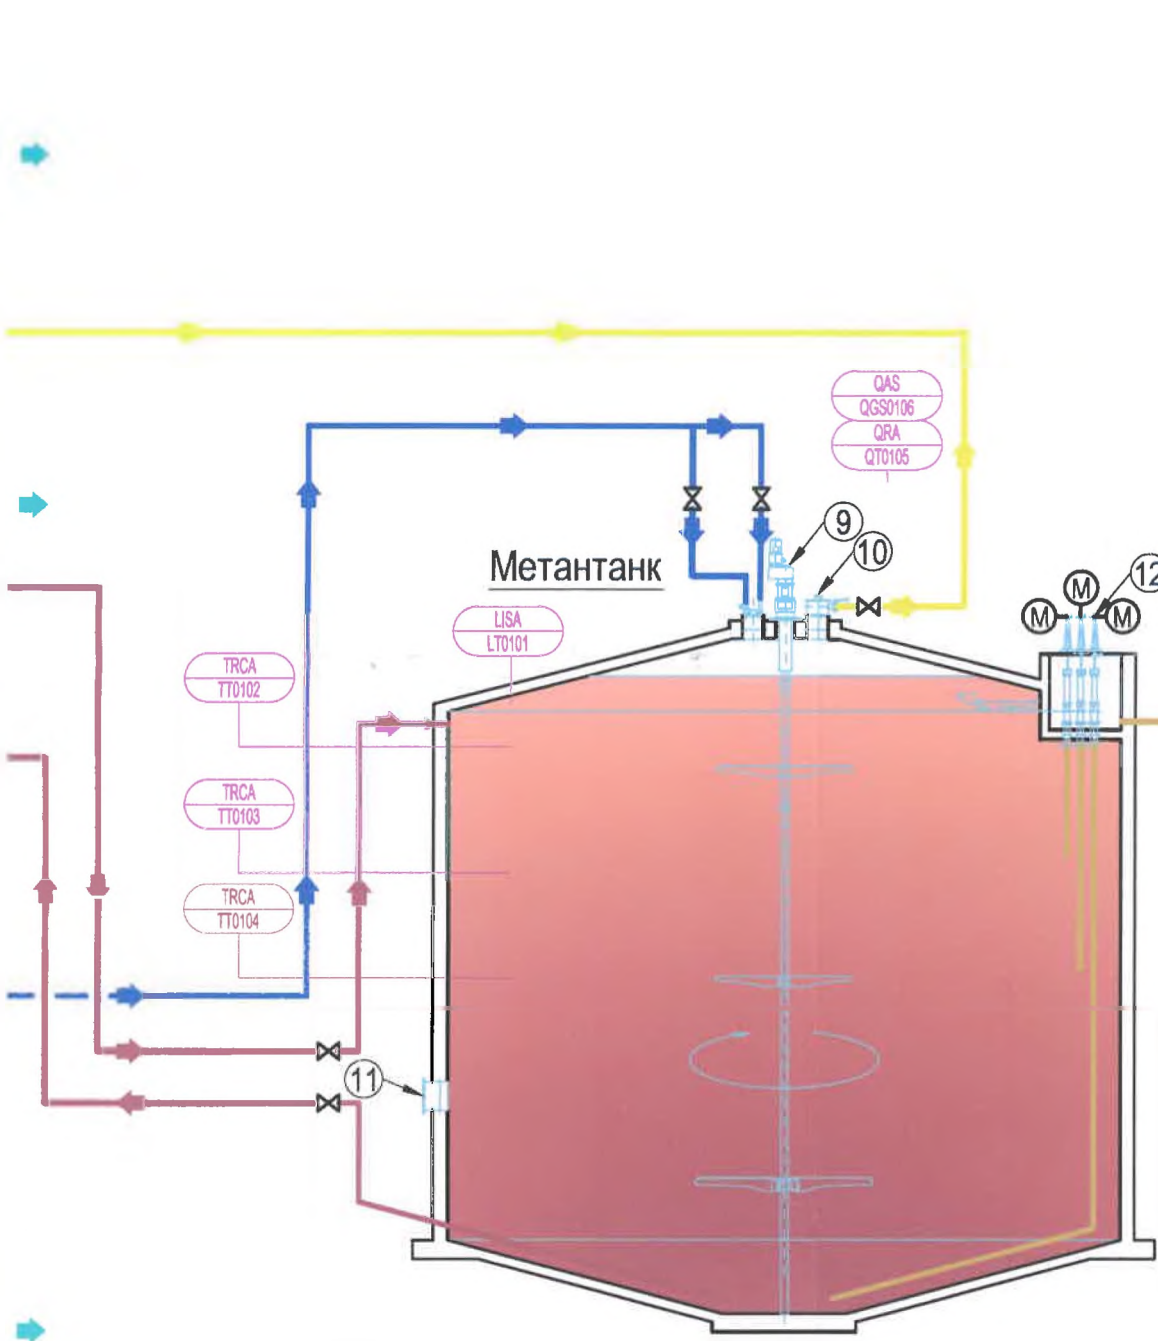 QAS
QGS0106
QRA
QT0105
9
10
Метантанк
12
M
M
M
LISA
LT0101
TRCA
TT0102
TRCA
TT0103
TRCA
TT0104
11